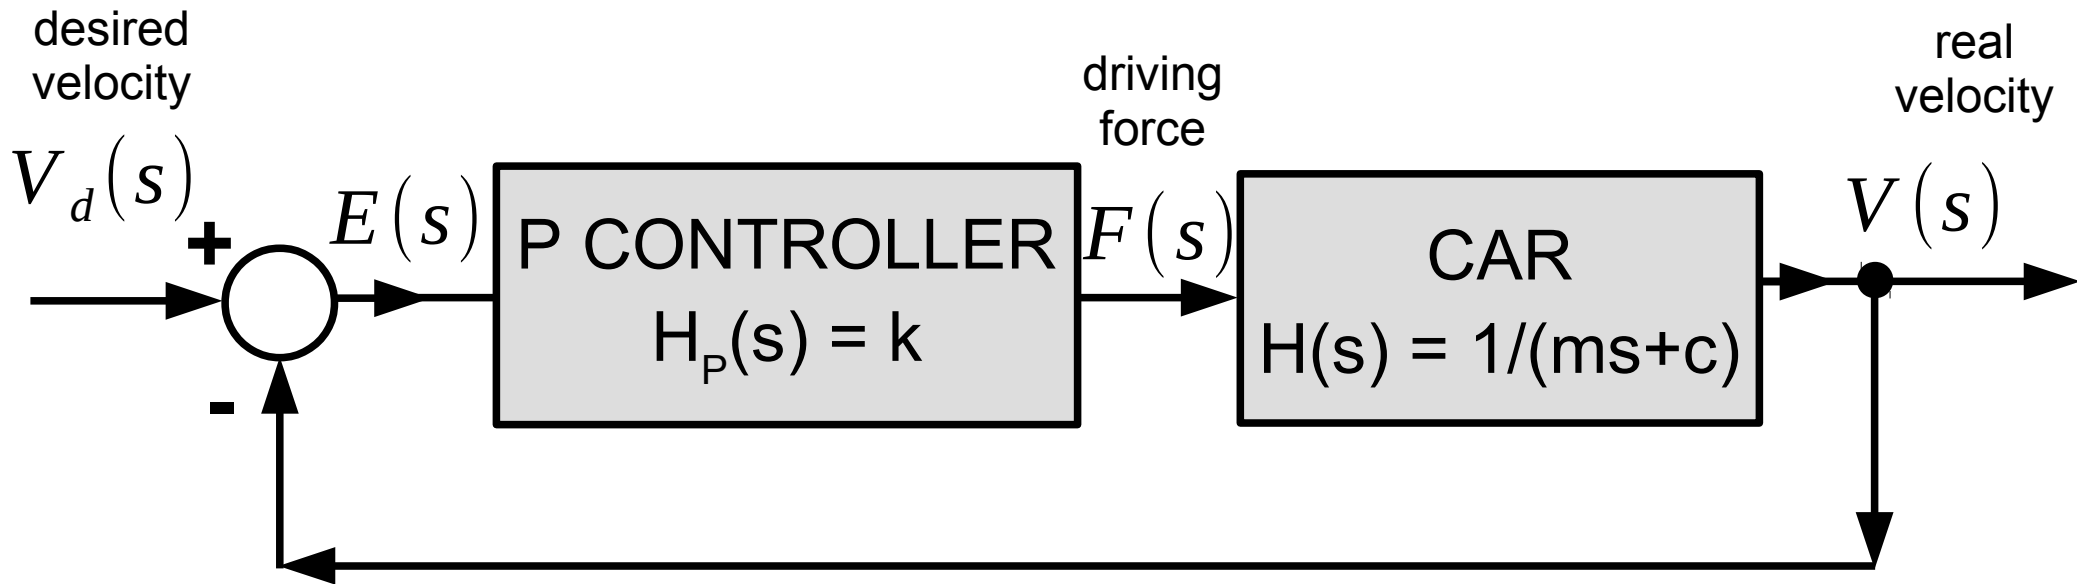 desired
velocity
V_d(s)
+
-
E(s)
P CONTROLLER
H_P(s) = k
driving
force
F(s)
CAR
H(s) = 1/(ms+c)
real
velocity
V(s)